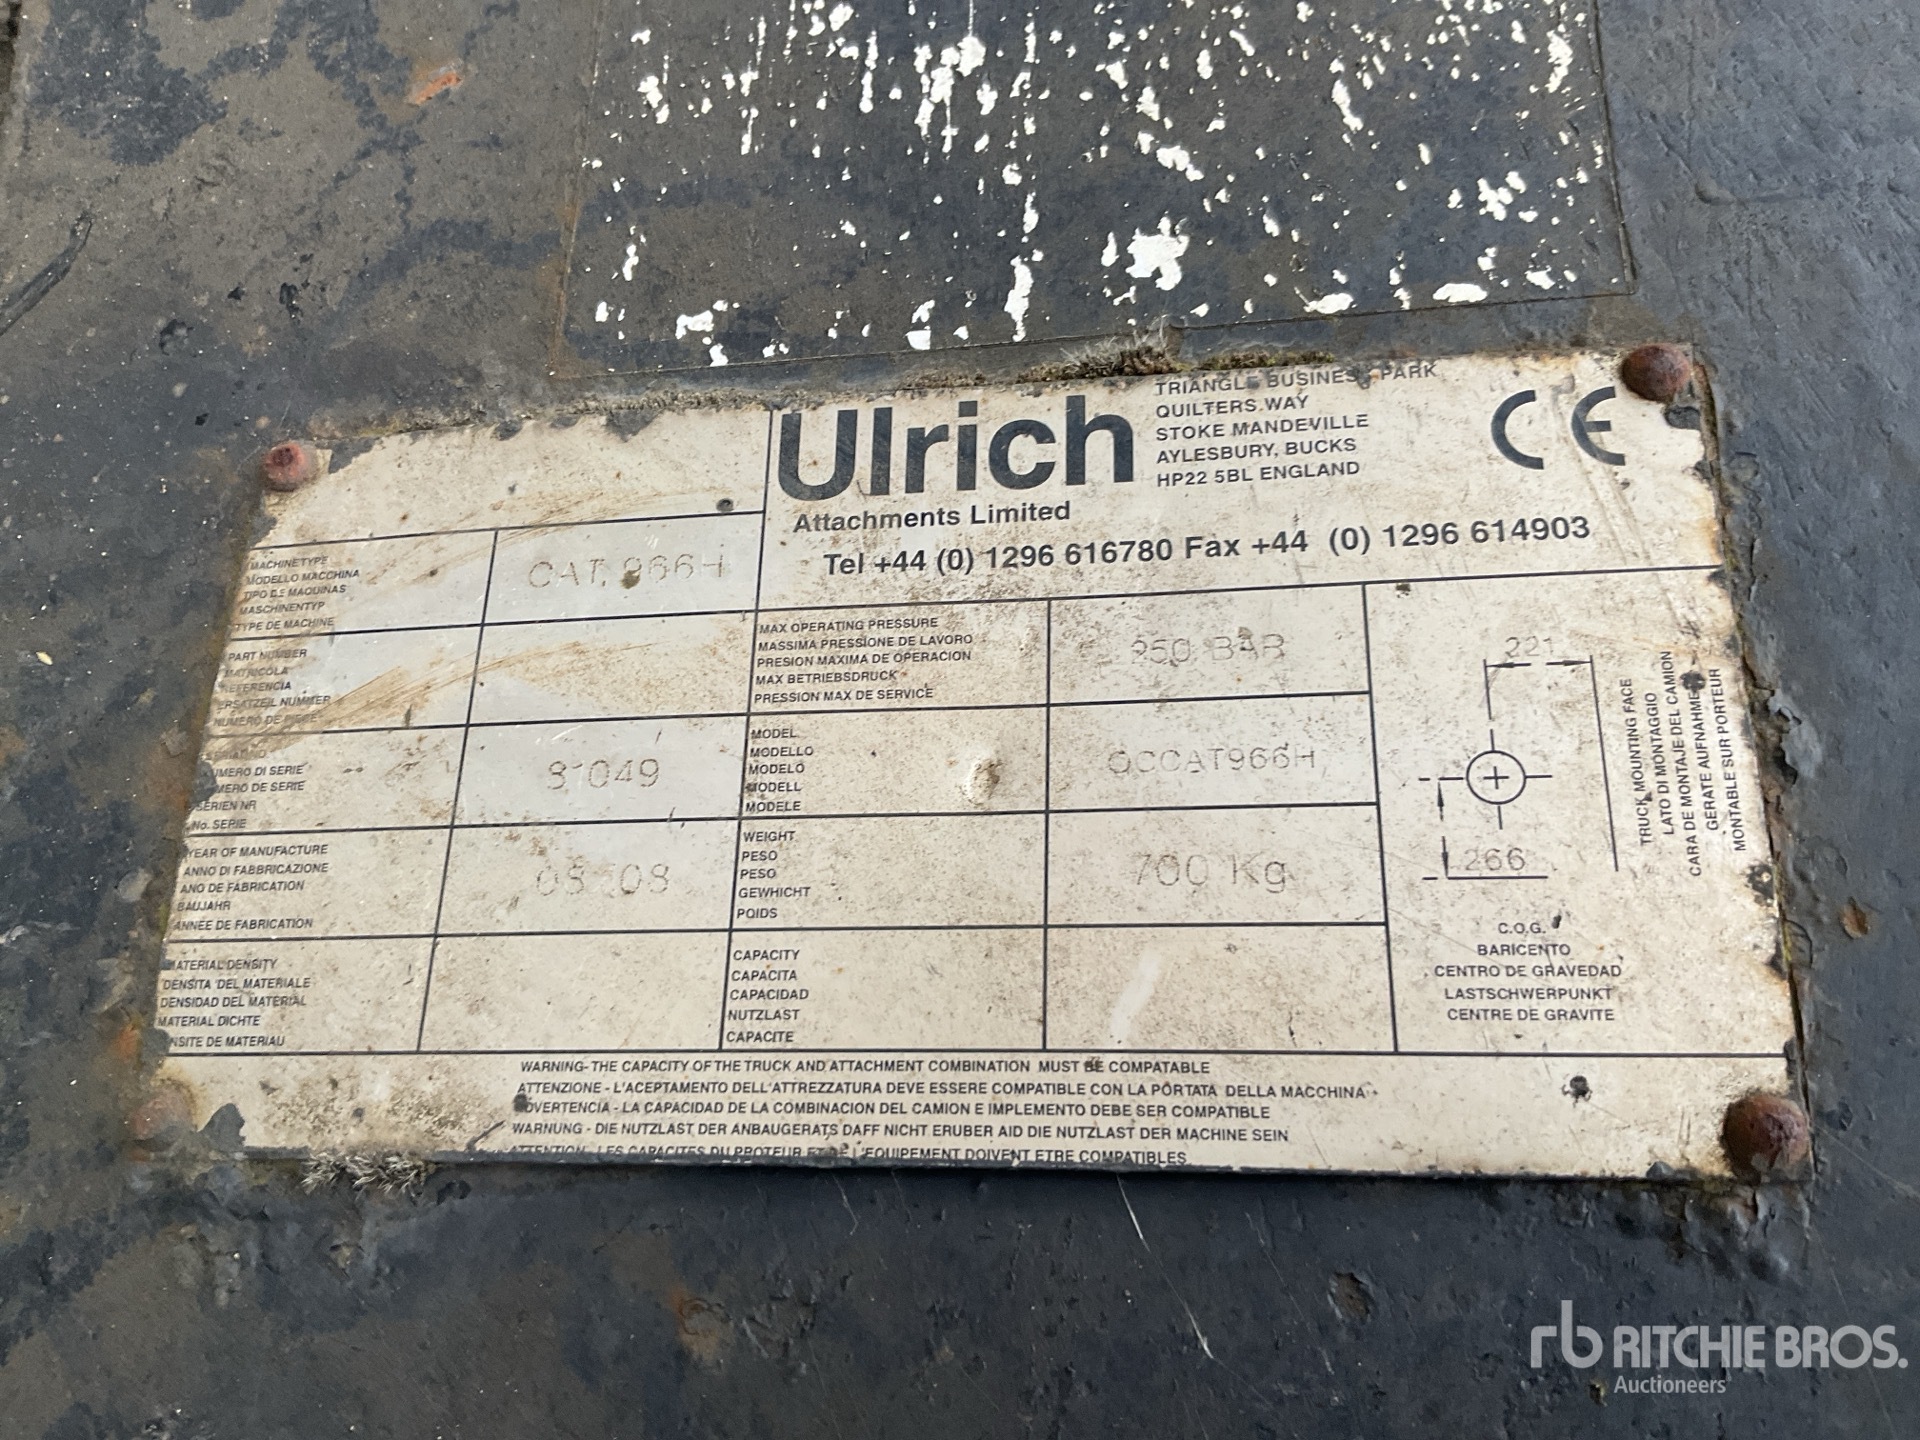 Ulrich
Attachments Limited
TRIANGLE BUSINESS PARK
QUILTERS WAY
STOKE MANDEVILLE
AYLESBURY, BUCKS
HP22 5BL ENGLAND
CE
Tel +44 (0) 1296 616780 Fax +44 (0) 1296 614903
MACHINETYPE
MODELLO MACCHINA
TIPO DE MAQUINAS
MASCHINENTYP
TYPE DE MACHINE
CAT. 966H
PART NUMBER
MATRICOLA
REFERENCIA
ERSATZEIL NUMMER
NUMERO DE PIECE
NUMERO DI SERIE
NUMERO DE SERIE
SERIEN NR
No. SERIE
81049
YEAR OF MANUFACTURE
ANNO DI FABBRICAZIONE
ANO DE FABRICATION
BAUJAHR
ANNEE DE FABRICATION
08/08
MATERIAL DENSITY
DENSITA 'DEL MATERIALE
DENSIDAD DEL MATERIAL
MATERIAL DICHTE
DENSITE DE MATERIAU
MAX OPERATING PRESSURE
MASSIMA PRESSIONE DE LAVORO
PRESION MAXIMA DE OPERACION
MAX BETRIEBSDRUCK
PRESSION MAX DE SERVICE
250 BAR
MODEL
MODELLO
MODELO
MODELL
MODELE
QCCAT966H
WEIGHT
PESO
PESO
GEWHICHT
POIDS
700 Kg
CAPACITY
CAPACITA
CAPACIDAD
NUTZLAST
CAPACITE
221
266
TRUCK MOUNTING FACE
LATO DI MONTAGGIO
CARA DE MONTAJE DEL CAMION
GERATE AUFNAHME
MONTABLE SUR PORTEUR
C.O.G.
BARICENTO
CENTRO DE GRAVEDAD
LASTSCHWERPUNKT
CENTRE DE GRAVITE
WARNING- THE CAPACITY OF THE TRUCK AND ATTACHMENT COMBINATION MUST BE COMPATABLE
ATTENZIONE - L'ACEPTAMENTO DELL'ATTREZZATURA DEVE ESSERE COMPATIBLE CON LA PORTATA DELLA MACCHINA
ADVERTENCIA - LA CAPACIDAD DE LA COMBINACION DEL CAMION E IMPLEMENTO DEBE SER COMPATIBLE
WARNUNG - DIE NUTZLAST DER ANBAUGERATS DAFF NICHT ERUBER AID DIE NUTZLAST DER MACHINE SEIN
ATTENTION - LES CAPACITES DU PROTEUR ET DE L'EQUIPEMENT DOIVENT ETRE COMPATIBLES
rb RITCHIE BROS.
Auctioneers